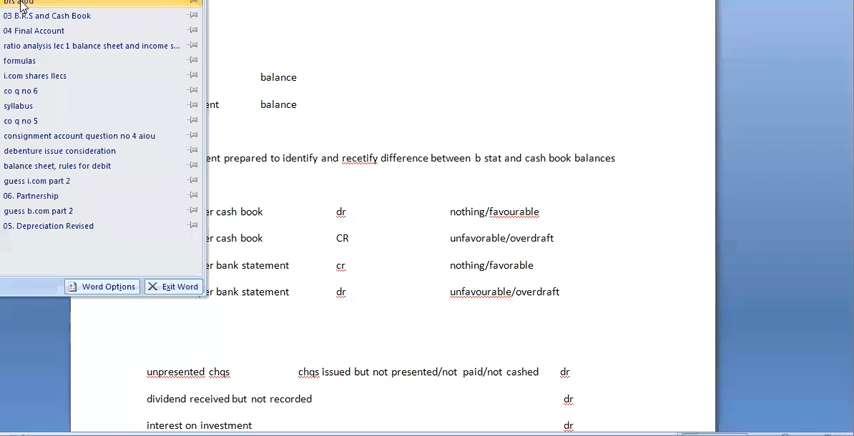 brs aiou
03 B.R.S and Cash Book
04 Final Account
ratio analysis lec 1 balance sheet and income s...
formulas
i.com shares llecs
co q no 6
syllabus
co q no 5
consignment account question no 4 aiou
debenture issue consideration
balance sheet, rules for debit
guess i.com part 2
06. Partnership
guess b.com part 2
05. Depreciation Revised
Word Options
Exit Word
balance
ent balance
ent prepared to identify and recetify difference between b stat and cash book balances
er cash book dr nothing/favourable
er cash book CR unfavorable/overdraft
er bank statement cr nothing/favorable
er bank statement dr unfavourable/overdraft
unpresented chqs chqs issued but not presented/not paid/not cashed dr
dividend received but not recorded dr
interest on investment dr